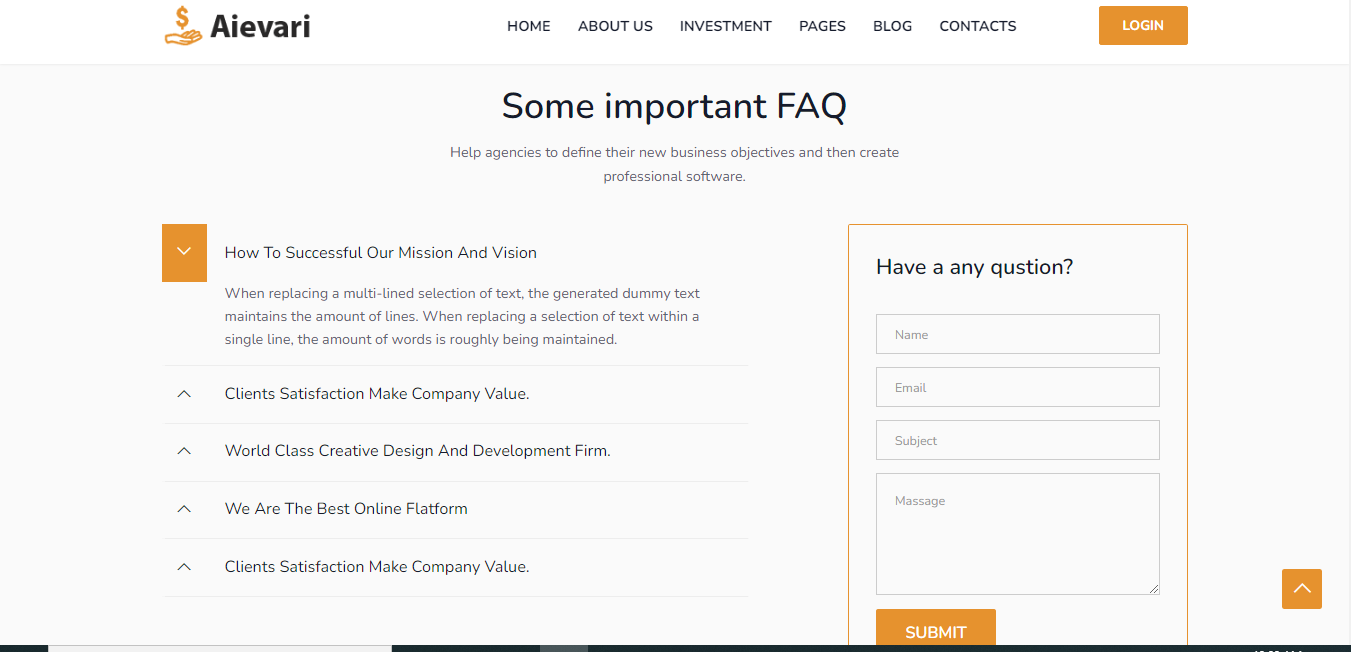 Aievari
HOME ABOUT US INVESTMENT PAGES BLOG CONTACTS
LOGIN
Some important FAQ
Help agencies to define their new business objectives and then create
professional software.
How To Successful Our Mission And Vision
When replacing a multi-lined selection of text, the generated dummy text
maintains the amount of lines. When replacing a selection of text within a
single line, the amount of words is roughly being maintained.
Clients Satisfaction Make Company Value.
World Class Creative Design And Development Firm.
We Are The Best Online Flatform
Clients Satisfaction Make Company Value.
Have a any qustion?
Name
Email
Subject
Massage
SUBMIT